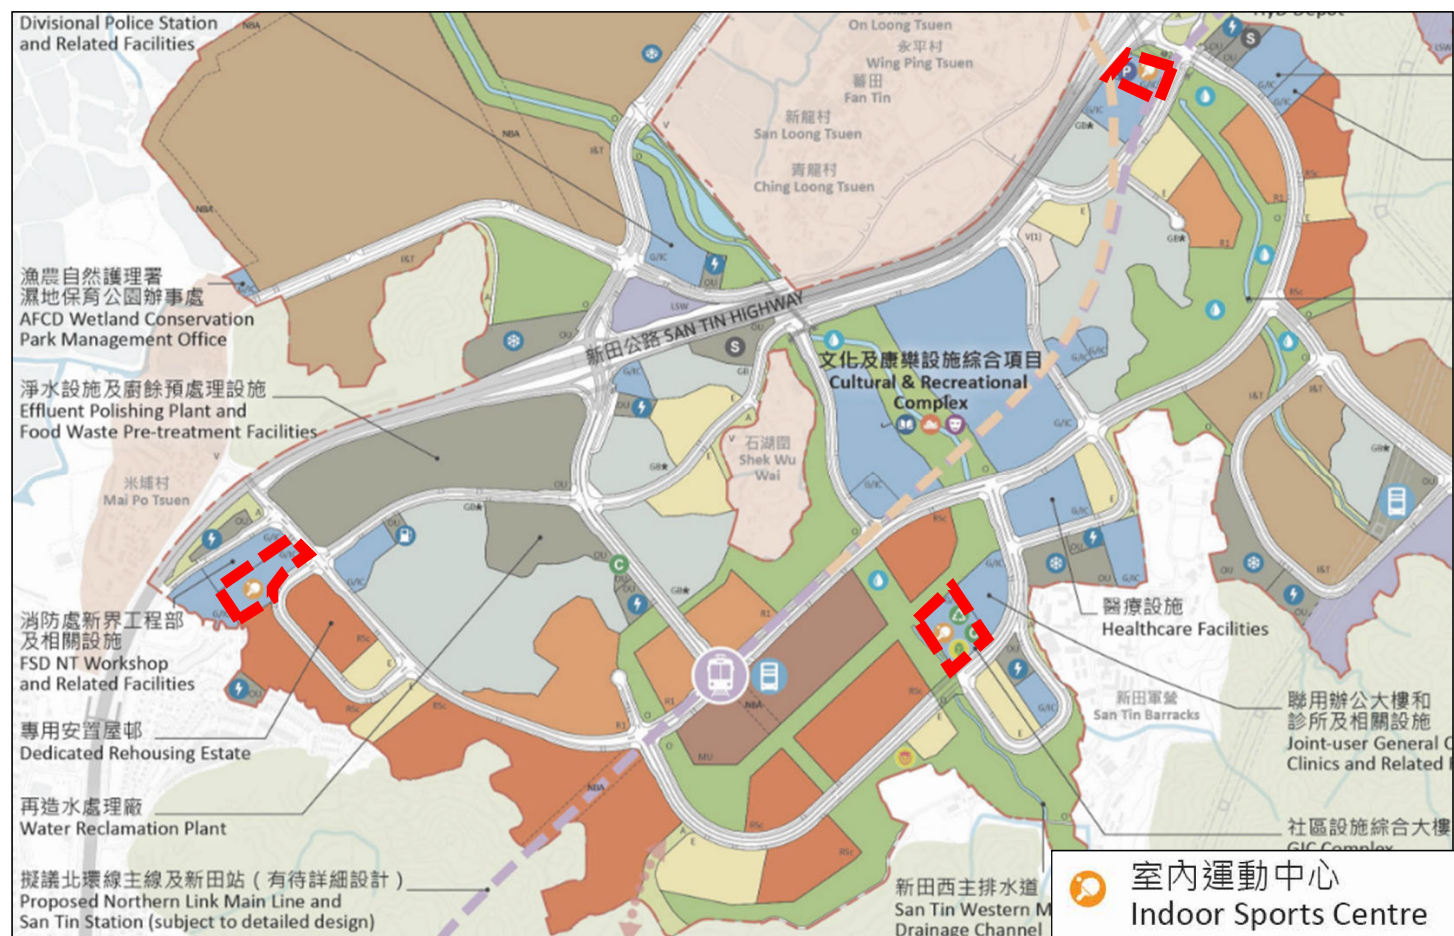 Divisional Police Station
and Related Facilities
On Loong Tsuen
永平村
Wing Ping Tsuen
蕃田
Fan Tin
新龍村
San Loong Tsuen
青龍村
Ching Loong Tsuen
漁農自然護理署
濕地保育公園辦事處
AFCD Wetland Conservation
Park Management Office
新田公路 SAN TIN HIGHWAY
淨水設施及廚餘預處理設施
Effluent Polishing Plant and
Food Waste Pre-treatment Facilities
文化及康樂設施綜合項目
Cultural & Recreational
Complex
石湖圍
Shek Wu
Wai
米埔村
Mai Po Tsuen
消防處新界工程部
及相關設施
FSD NT Workshop
and Related Facilities
醫療設施
Healthcare Facilities
新田軍營
San Tin Barracks
專用安置屋邨
Dedicated Rehousing Estate
聯用辦公大樓和
診所及相關設施
Joint-user General
Clinics and Related
再造水處理廠
Water Reclamation Plant
社區設施綜合大樓
GIC Complex
擬議北環線主線及新田站（有待詳細設計）
Proposed Northern Link Main Line and
San Tin Station (subject to detailed design)
新田西主排水道
San Tin Western M
Drainage Channel
室內運動中心
Indoor Sports Centre